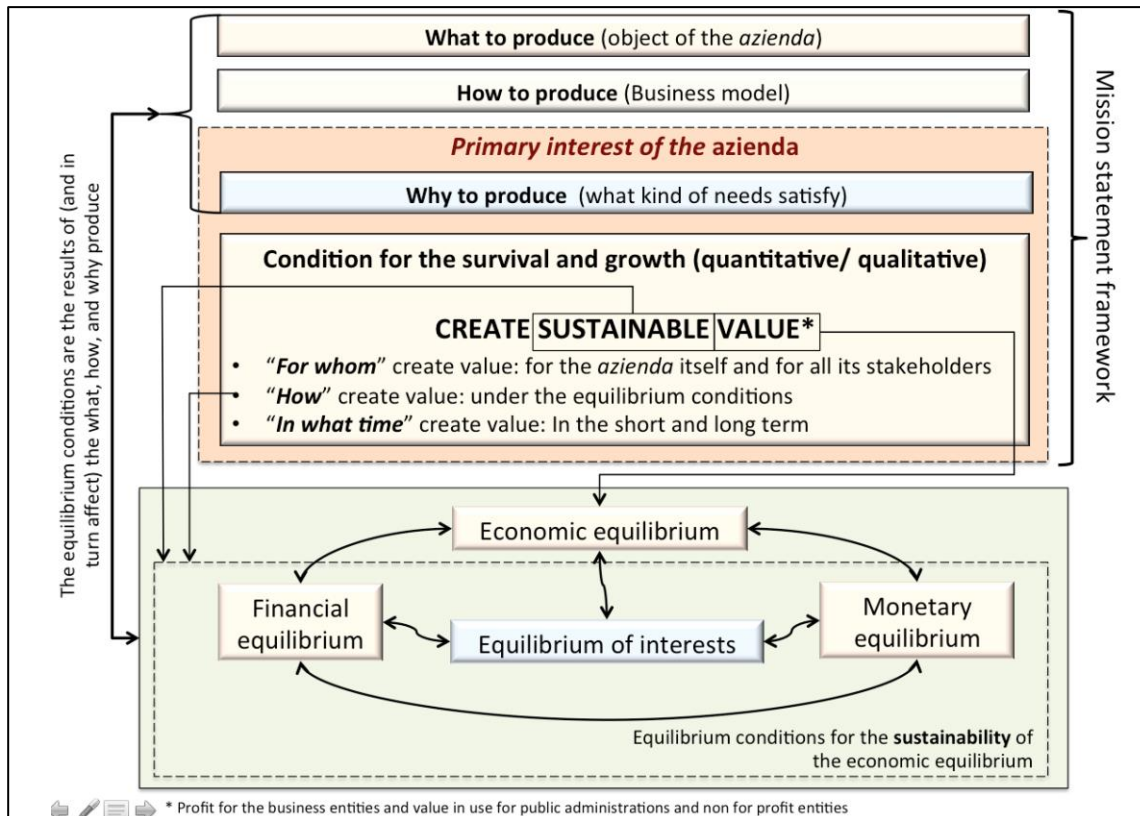 What to produce (object of the azienda)
How to produce (Business model)
Primary interest of the azienda
Why to produce (what kind of needs satisfy)
Condition for the survival and growth (quantitative/ qualitative)
CREATE SUSTAINABLE VALUE*
• “For whom” create value: for the azienda itself and for all its stakeholders
• “How” create value: under the equilibrium conditions
• “In what time” create value: In the short and long term
Mission statement framework
The equilibrium conditions are the results of (and in
turn affect) the what, how, and why produce
Economic equilibrium
Financial
equilibrium
Equilibrium of interests
Monetary
equilibrium
Equilibrium conditions for the sustainability of
the economic equilibrium
* Profit for the business entities and value in use for public administrations and non for profit entities